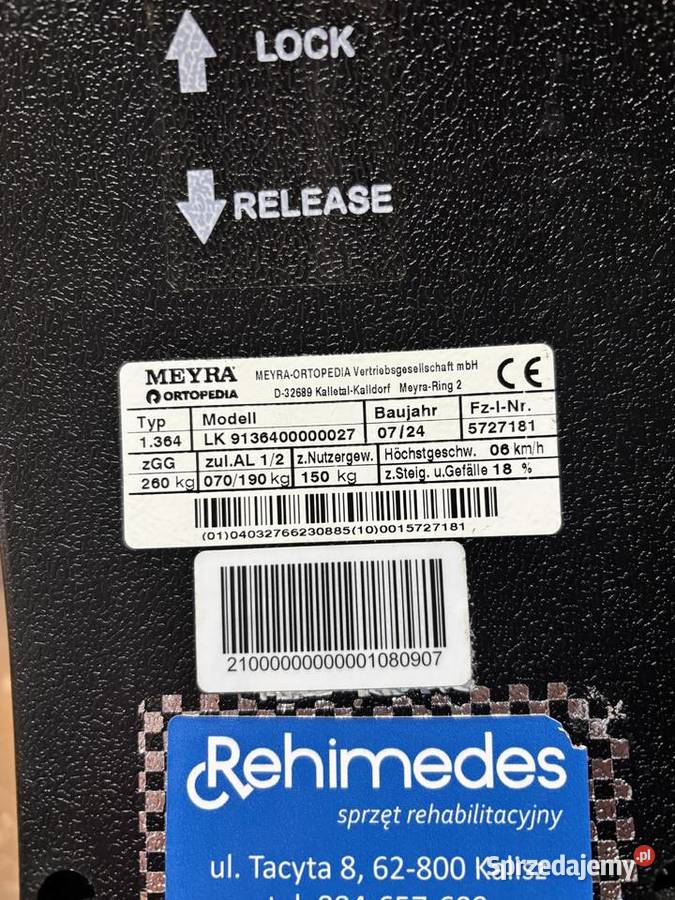 LOCK
RELEASE
MEYRA MEYRA-ORTOPEDIA Vertriebsgesellschaft mbH CE
ORTOPEDIA D-32689 Kalletal-Kalldorf Meyra-Ring 2
Typ Modell Baujahr Fz-I-Nr.
1.364 LK 9136400000027 07/24 5727181
zGG zul.AL 1/2 z.Nutzergew. Höchstgeschw. 06 km/h
260 kg 070/190 kg 150 kg z.Steig. u.Gefälle 18 %
(01)04032766230885(10)0015727181
21000000000001080907
Rehimedes
sprzęt rehabilitacyjny
ul. Tacyta 8, 62-800
Sprzedajemy.pl